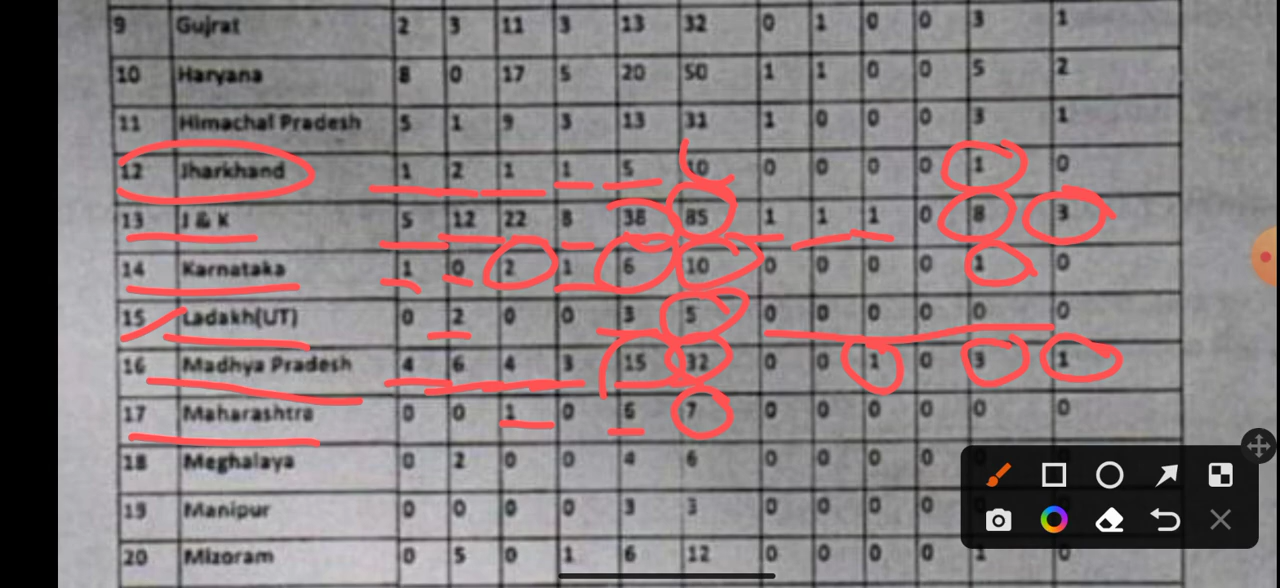 9 Gujrat 2 3 11 3 13 32 0 1 0 0 3 1
10 Haryana 8 0 17 5 20 50 1 1 0 0 5 2
11 Himachal Pradesh 5 1 9 3 13 31 1 0 0 0 3 1
12 Jharkhand 1 2 1 1 5 10 0 0 0 0 1 0
13 J & K 5 12 22 8 38 85 1 1 1 0 8 3
14 Karnataka 1 0 2 1 6 10 0 0 0 0 1 0
15 Ladakh(UT) 0 2 0 0 3 5 0 0 0 0 0 0
16 Madhya Pradesh 4 6 4 3 15 32 0 0 1 0 3 1
17 Maharashtra 0 0 1 0 6 7 0 0 0 0 0 0
18 Meghalaya 0 2 0 0 4 6 0 0 0 0
19 Manipur 0 0 0 0 3 3 0 0 0 0
20 Mizoram 0 5 0 1 6 12 0 0 0 0